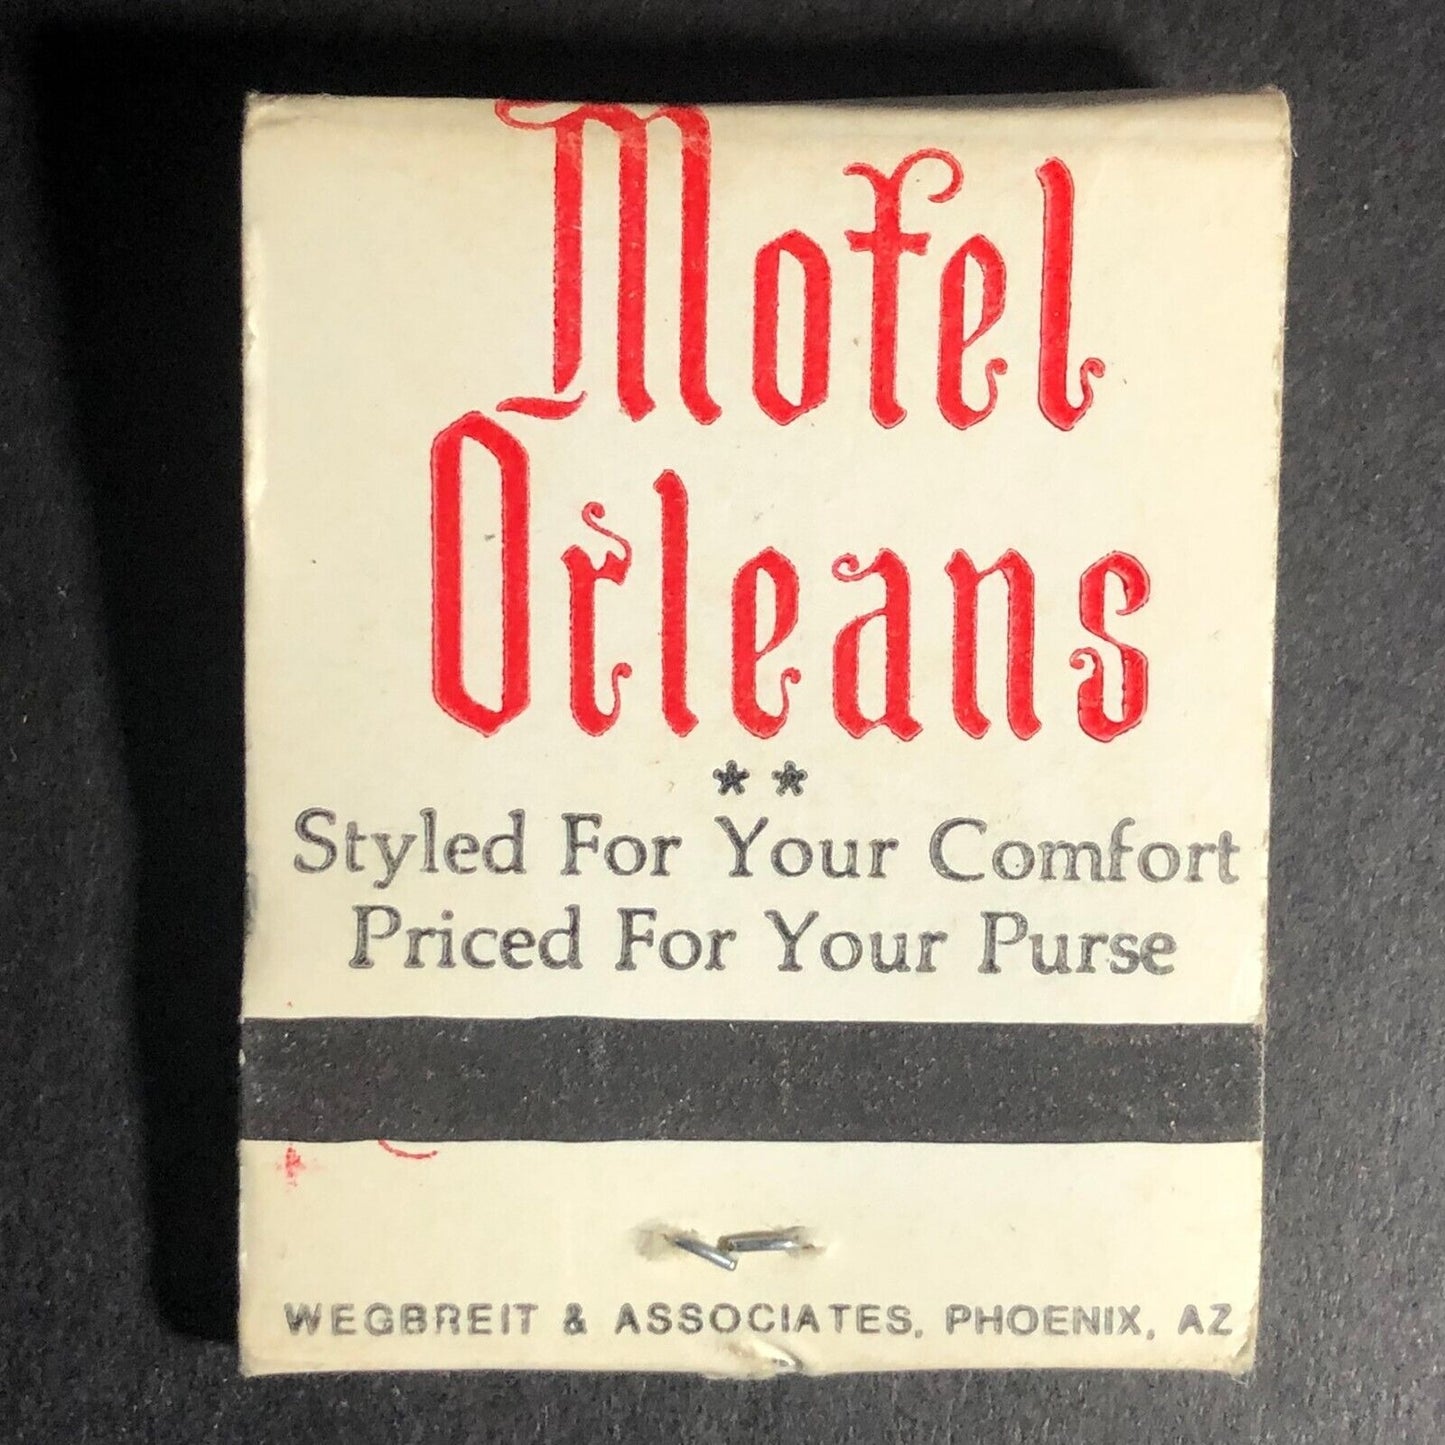 Motel
Orleans
★★
Styled For Your Comfort
Priced For Your Purse
WEGBREIT & ASSOCIATES, PHOENIX, AZ